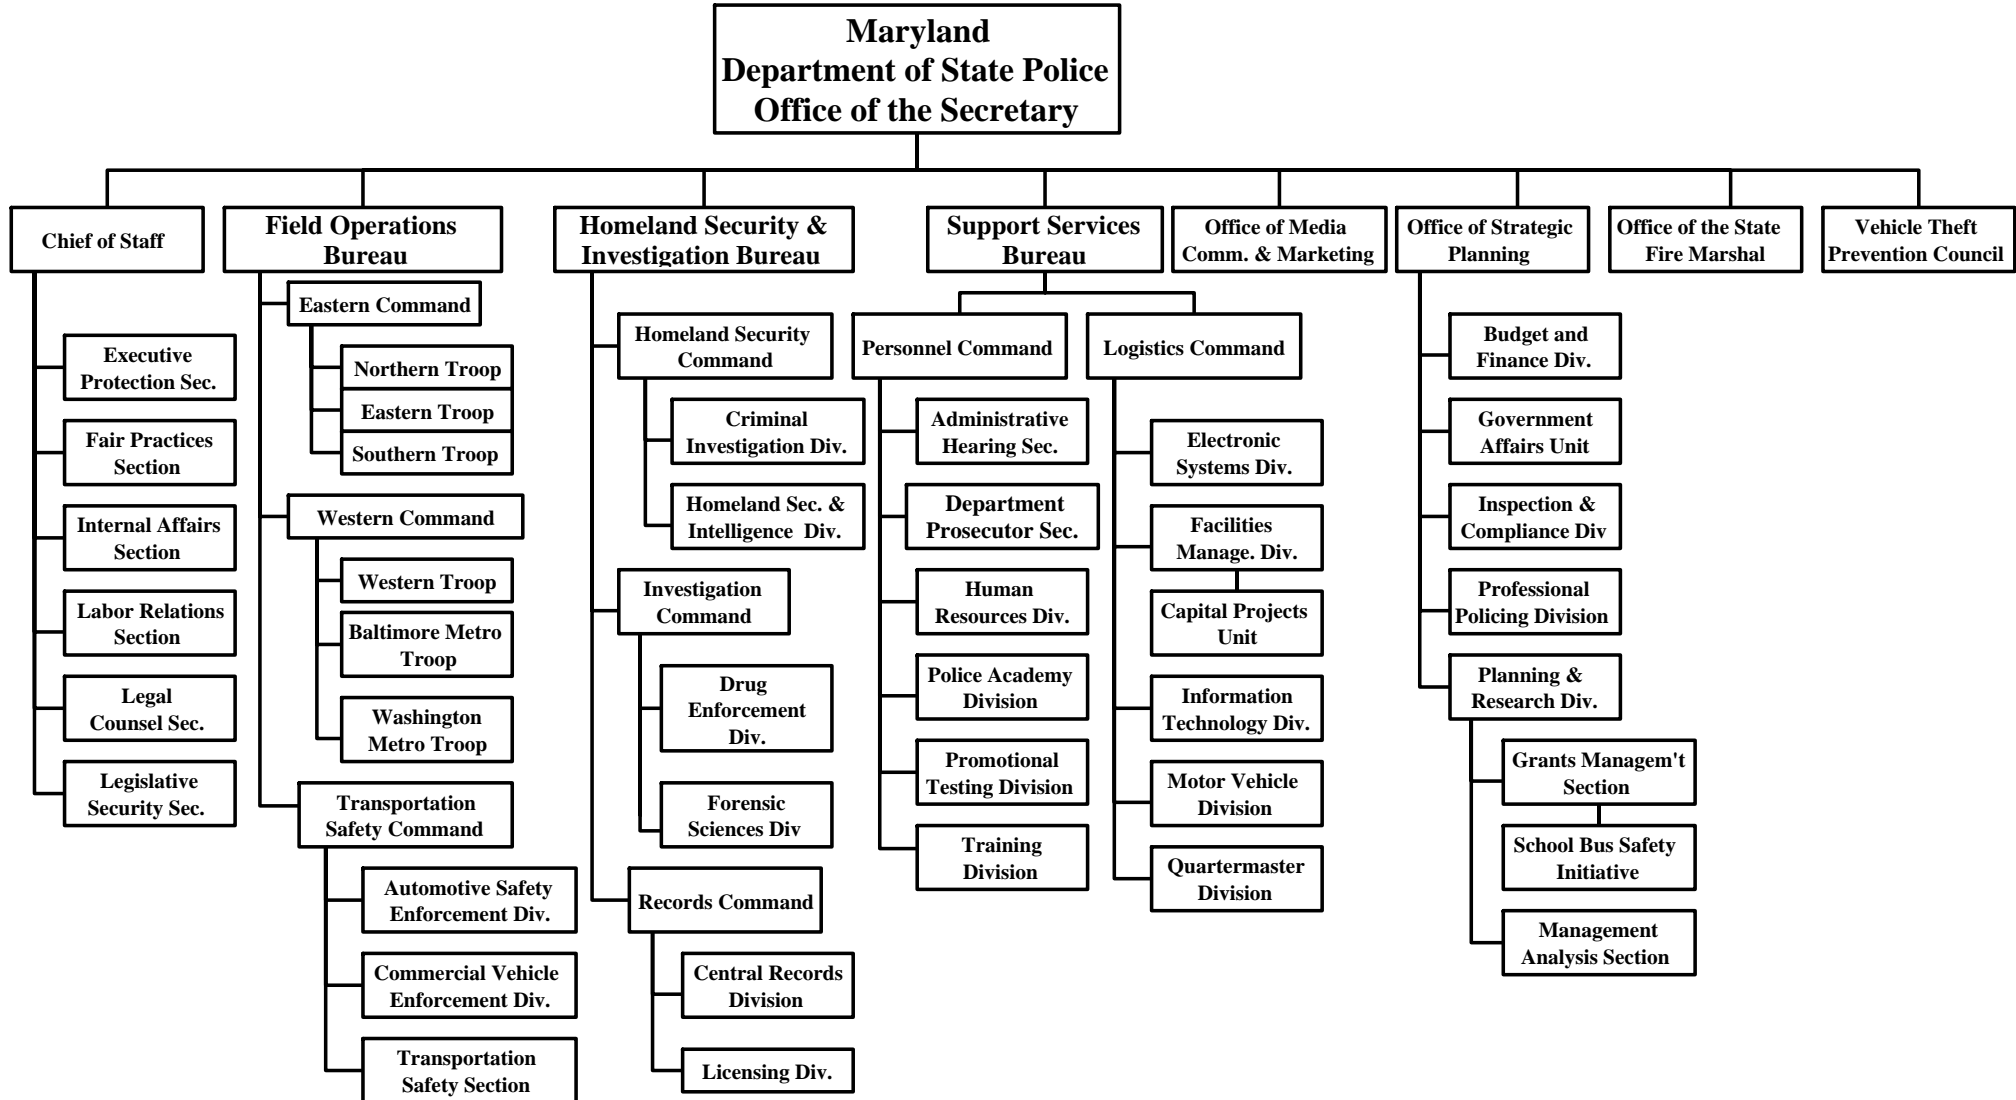 Maryland
Department of State Police
Office of the Secretary
Chief of Staff
Executive
Protection Sec.
Fair Practices
Section
Internal Affairs
Section
Labor Relations
Section
Legal
Counsel Sec.
Legislative
Security Sec.
Field Operations
Bureau
Eastern Command
Northern Troop
Eastern Troop
Southern Troop
Western Command
Western Troop
Baltimore Metro
Troop
Washington
Metro Troop
Transportation
Safety Command
Automotive Safety
Enforcement Div.
Commercial Vehicle
Enforcement Div.
Transportation
Safety Section
Homeland Security &
Investigation Bureau
Homeland Security
Command
Criminal
Investigation Div.
Homeland Sec. &
Intelligence Div.
Investigation
Command
Drug
Enforcement
Div.
Forensic
Sciences Div
Records Command
Central Records
Division
Licensing Div.
Support Services
Bureau
Personnel Command
Administrative
Hearing Sec.
Department
Prosecutor Sec.
Human
Resources Div.
Police Academy
Division
Promotional
Testing Division
Training
Division
Logistics Command
Electronic
Systems Div.
Facilities
Manage. Div.
Capital Projects
Unit
Information
Technology Div.
Motor Vehicle
Division
Quartermaster
Division
Office of Media
Comm. & Marketing
Office of Strategic
Planning
Budget and
Finance Div.
Government
Affairs Unit
Inspection &
Compliance Div
Professional
Policing Division
Planning &
Research Div.
Grants Managem't
Section
School Bus Safety
Initiative
Management
Analysis Section
Office of the State
Fire Marshal
Vehicle Theft
Prevention Council